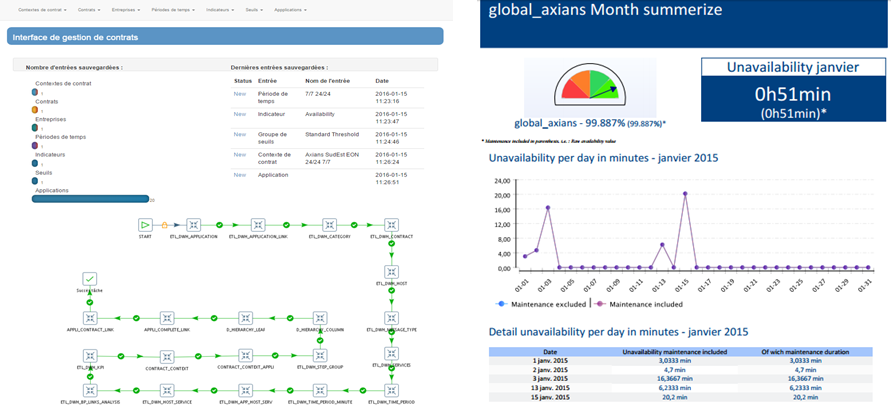 Contextes de contrat
Contrats
Entreprises
Périodes de temps
Indicateurs
Seuils
Appplications
Interface de gestion de contrats
Nombre d'entrées sauvegardées :
Contextes de contrat
Contrats
Entreprises
Périodes de temps
Indicateurs
Seuils
Applications
Dernières entrées sauvegardées :
Status Entrée Nom de l'entrée Date
New Période de temps 7/7 24/24 2016-01-15 11:23:16
New Indicateur Availability 2016-01-15 11:23:47
New Groupe de seuils Standard Threshold 2016-01-15 11:24:46
New Contexte de contrat Axians SudEst EON 24/24 7/7 2016-01-15 11:26:24
New Application 2016-01-15 11:26:51
START
ETL_DWH_APPLICATION
ETL_DWH_APPLICATION_LINK
ETL_DWH_CATEGORY
ETL_DWH_CONTRACT
ETL_DWH_HOST
APPLI_CONTRACT_LINK
APPLI_COMPLETE_LINK
D_HIERARCHY_LEAF
D_HIERARCHY_COLUMN
ETL_DWH_KPI
CONTRACT_CONTEXT
CONTRACT_CONTEXT_APPLI
ETL_DWH_STEP_GROUP
ETL_DWH_BP_LINKS_ANALYSIS
ETL_DWH_HOST_SERVICE
ETL_DWH_APP_HOST_SERV
ETL_DWH_TIME_PERIOD_MINUTE
ETL_DWH_TIME_PERIOD
global_axians Month summerize
global_axians - 99.887% (99.887%)*
Unavailability janvier
0h51min
(0h51min)*
* Maintenance included in parenthesis, i.e. : Raw availability value
Unavailability per day in minutes - janvier 2015
24,00
20,00
16,00
12,00
8,00
4,00
0,00
01-01
01-03
01-05
01-07
01-09
01-11
01-13
01-15
01-17
01-19
01-21
01-23
01-25
01-27
01-29
01-31
Maintenance excluded
Maintenance included
Detail unavailability per day in minutes - janvier 2015
Date Unavailability maintenance included Of wich maintenance duration
1 janv. 2015 3,0333 min 3,0333 min
2 janv. 2015 4,7 min 4,7 min
3 janv. 2015 16,3667 min 16,3667 min
13 janv. 2015 6,2333 min 6,2333 min
15 janv. 2015 20,2 min 20,2 min